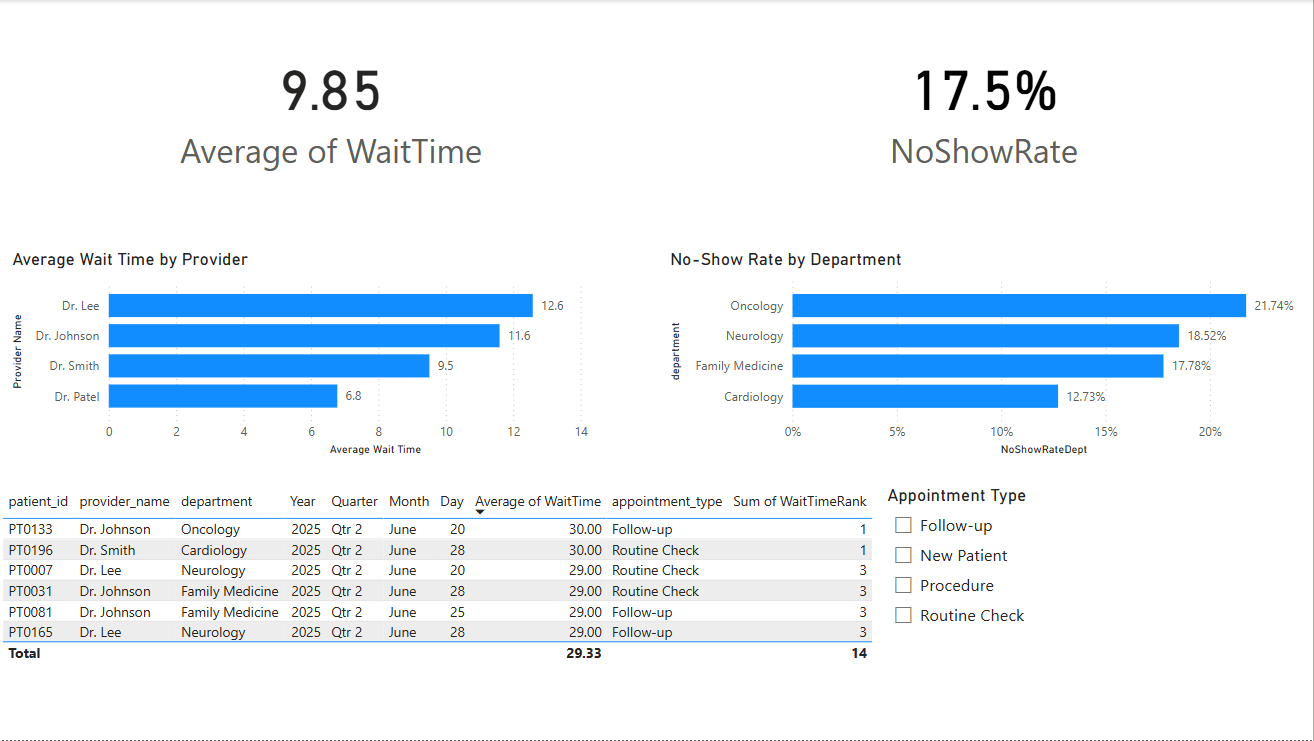 9.85
Average of WaitTime
17.5%
NoShowRate
Average Wait Time by Provider
Provider Name
Dr. Lee 12.6
Dr. Johnson 11.6
Dr. Smith 9.5
Dr. Patel 6.8
0 2 4 6 8 10 12 14
Average Wait Time
No-Show Rate by Department
department
Oncology 21.74%
Neurology 18.52%
Family Medicine 17.78%
Cardiology 12.73%
0% 5% 10% 15% 20%
NoShowRateDept
patient_id provider_name department Year Quarter Month Day Average of WaitTime appointment_type Sum of WaitTimeRank
PT0133 Dr. Johnson Oncology 2025 Qtr 2 June 20 30.00 Follow-up 1
PT0196 Dr. Smith Cardiology 2025 Qtr 2 June 28 30.00 Routine Check 1
PT0007 Dr. Lee Neurology 2025 Qtr 2 June 20 29.00 Routine Check 3
PT0031 Dr. Johnson Family Medicine 2025 Qtr 2 June 28 29.00 Routine Check 3
PT0081 Dr. Johnson Family Medicine 2025 Qtr 2 June 25 29.00 Follow-up 3
PT0165 Dr. Lee Neurology 2025 Qtr 2 June 28 29.00 Follow-up 3
Total 29.33 14
Appointment Type
Follow-up
New Patient
Procedure
Routine Check